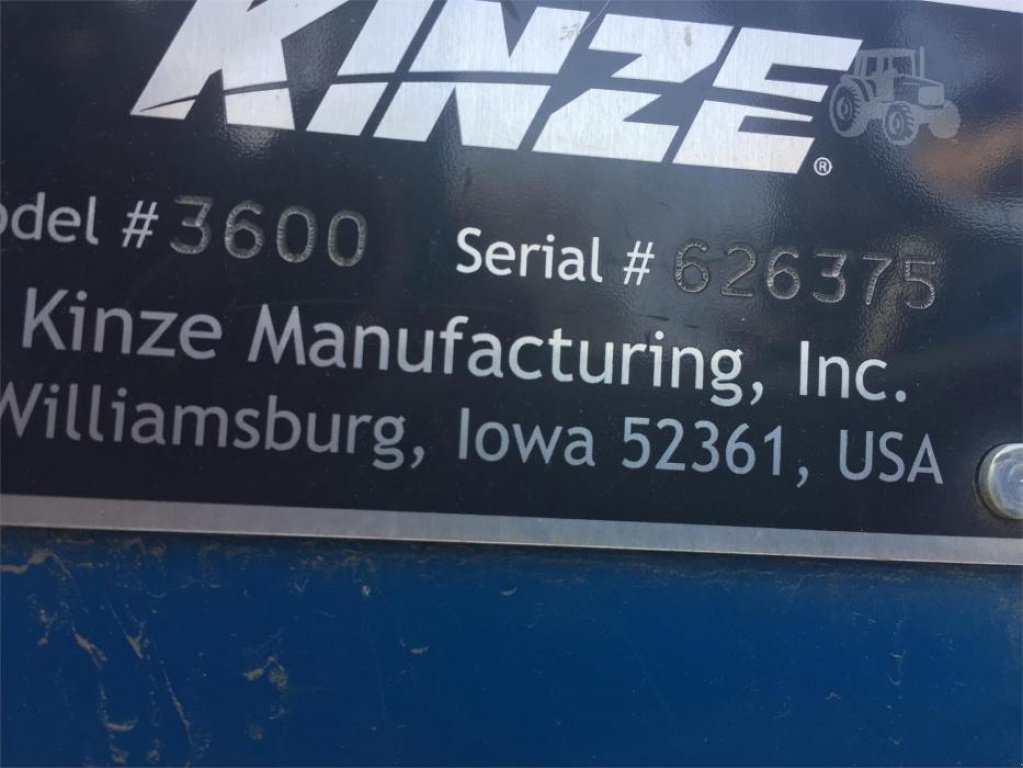 KINZE®
odel # 3600 Serial # 626375
Kinze Manufacturing, Inc.
Williamsburg, Iowa 52361, USA